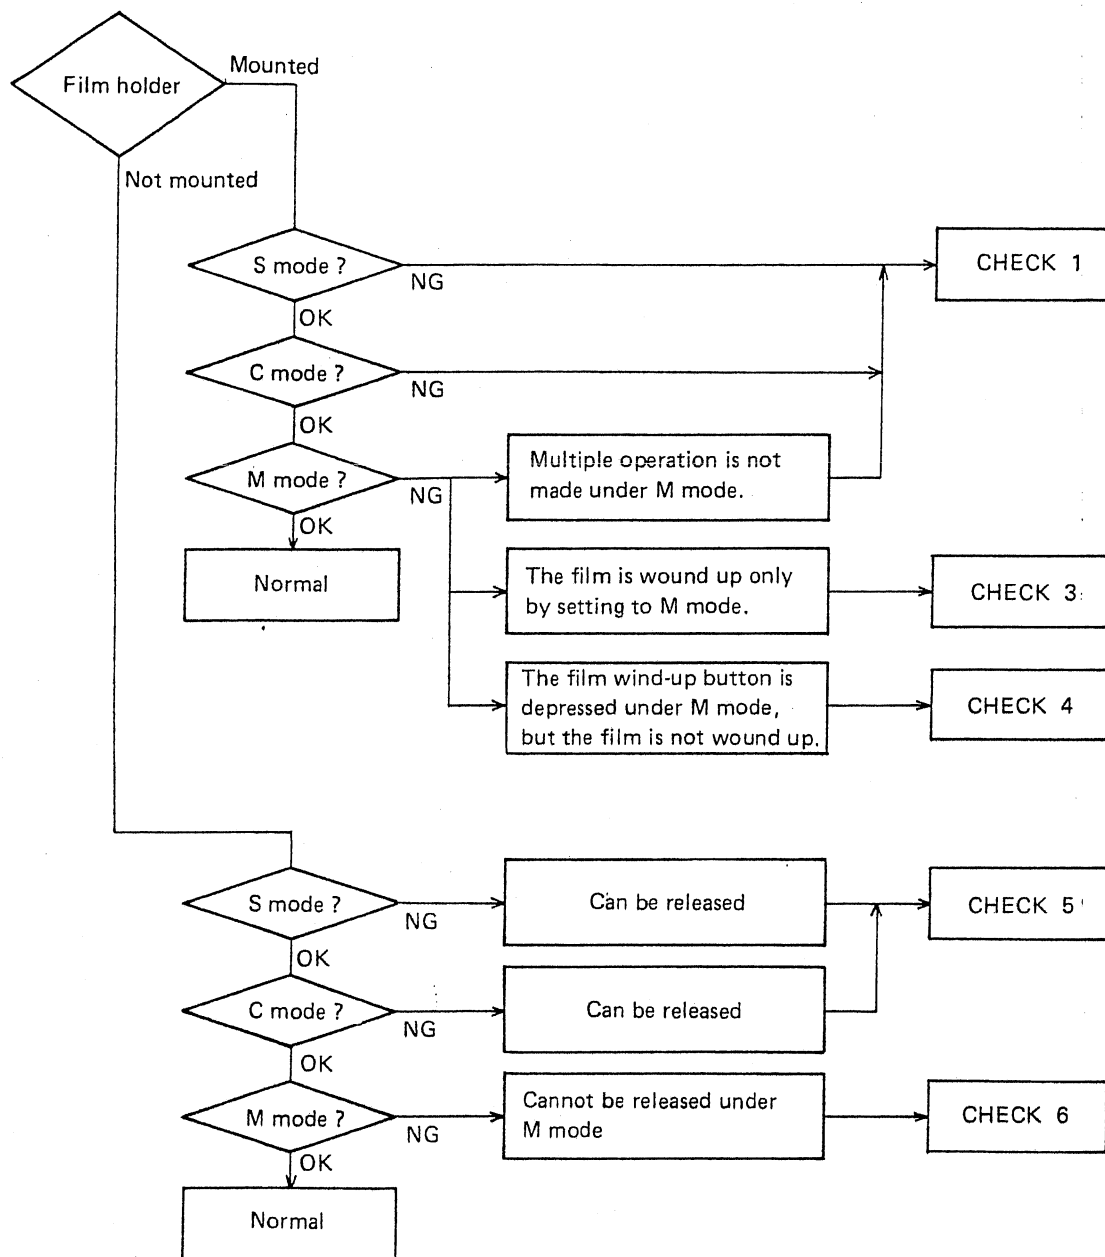 Film holder
Mounted
Not mounted
S mode ?
NG
CHECK 1
OK
C mode ?
NG
OK
M mode ?
NG
Multiple operation is not
made under M mode.
OK
Normal
The film is wound up only
by setting to M mode.
CHECK 3
The film wind-up button is
depressed under M mode,
but the film is not wound up.
CHECK 4
S mode ?
NG
Can be released
CHECK 5
OK
C mode ?
NG
Can be released
OK
M mode ?
NG
Cannot be released under
M mode
CHECK 6
OK
Normal